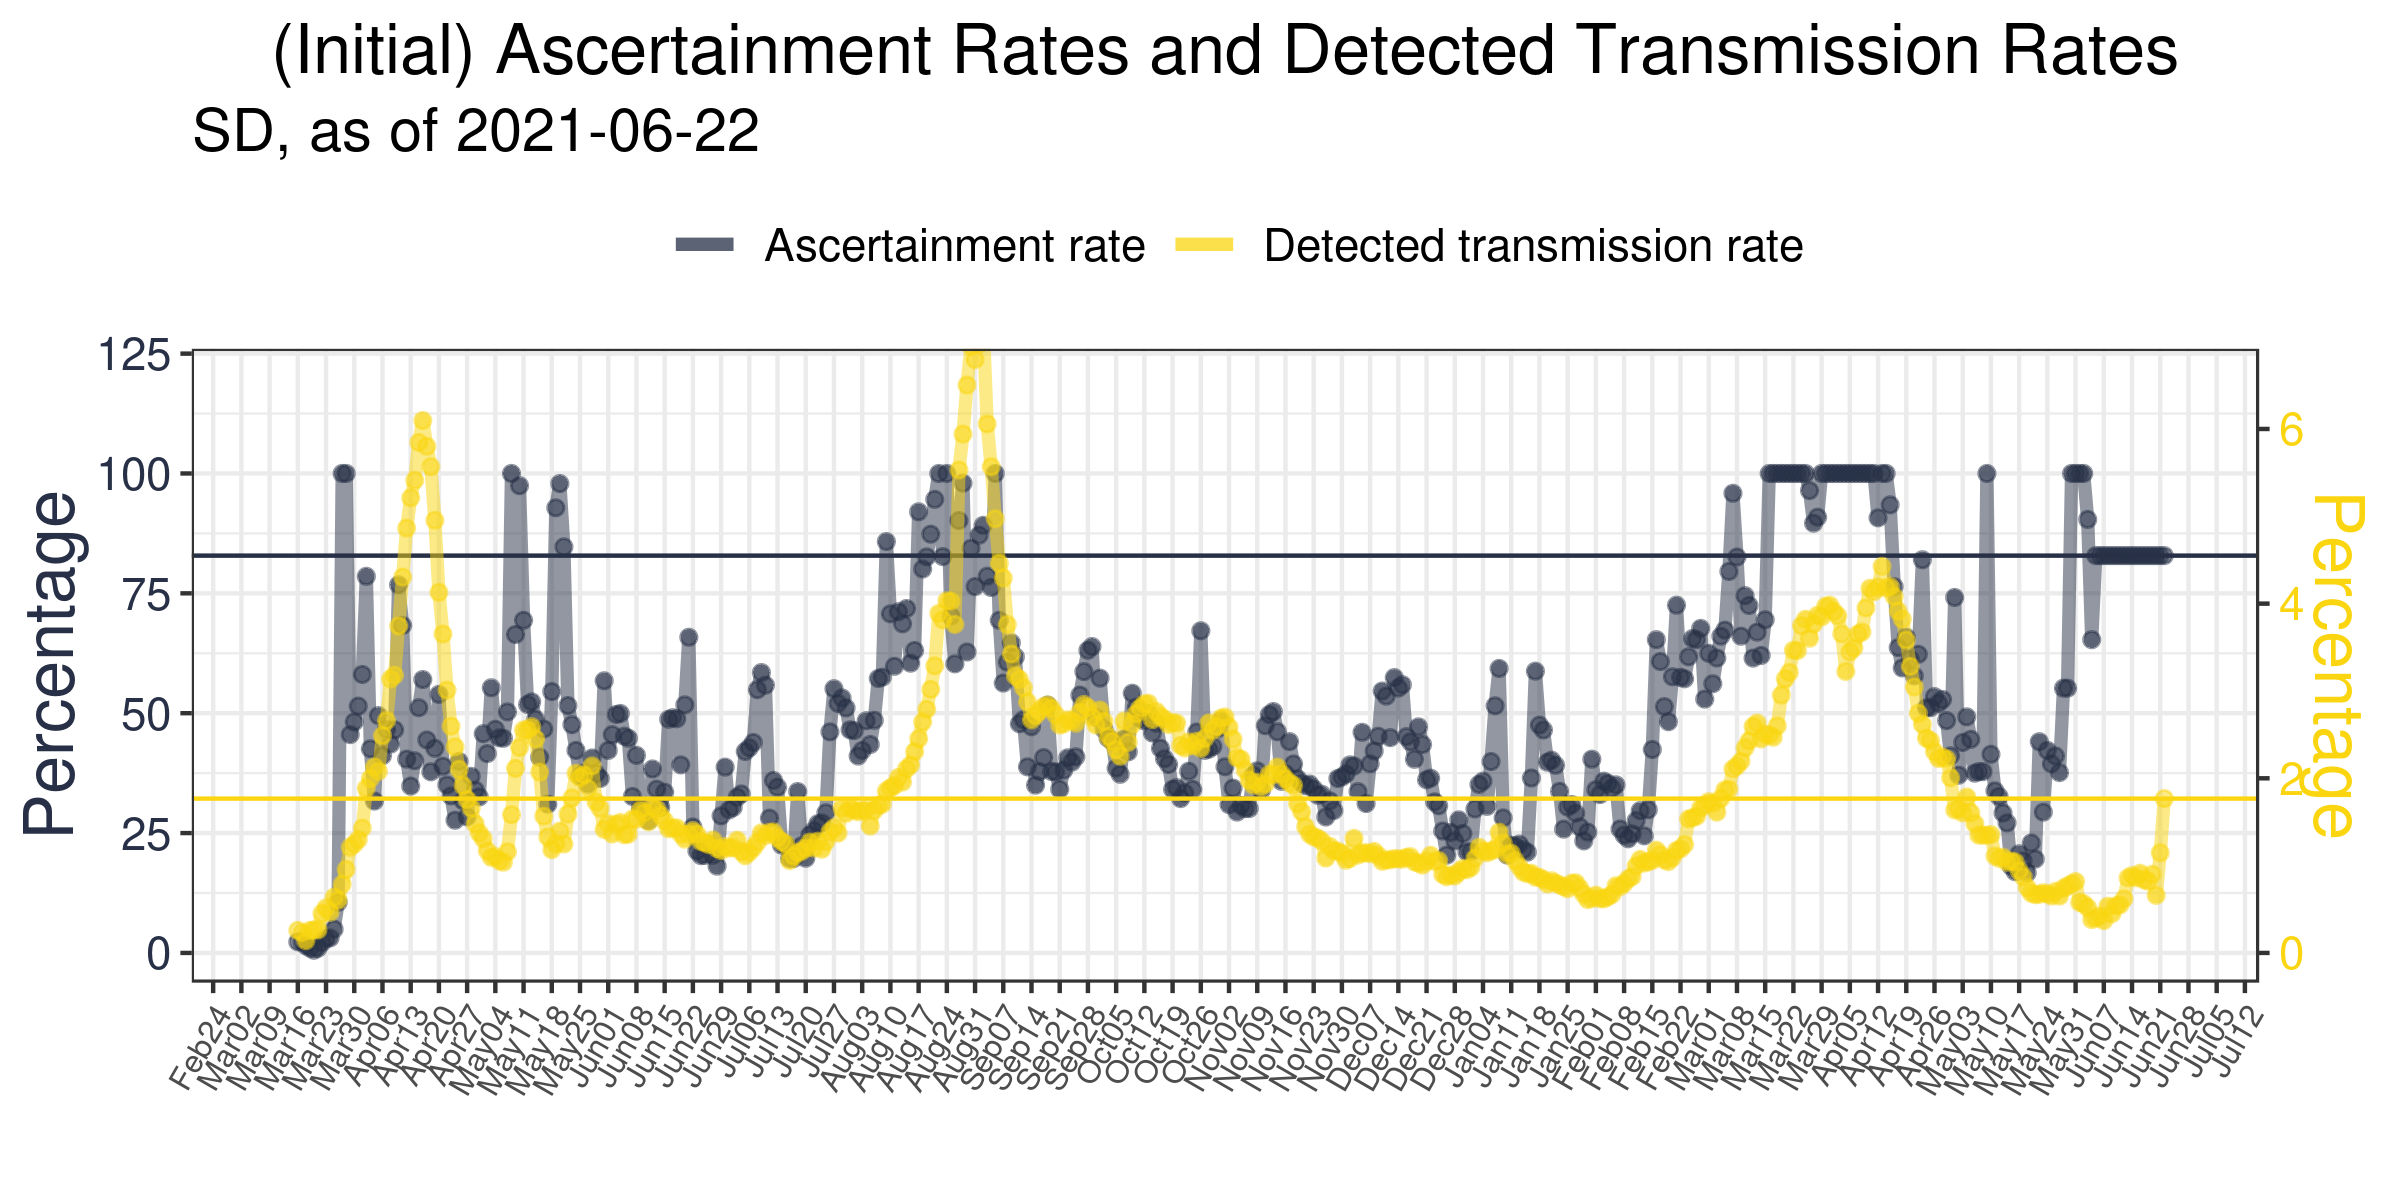 (Initial) Ascertainment Rates and Detected Transmission Rates
SD, as of 2021-06-22
Ascertainment rate
Detected transmission rate
Percentage
125
100
75
50
25
0
6
4
2
0
Percentage
Feb24
Mar02
Mar09
Mar16
Mar23
Mar30
Apr06
Apr13
Apr20
Apr27
May04
May11
May18
May25
Jun01
Jun08
Jun15
Jun22
Jun29
Jul06
Jul13
Jul20
Jul27
Aug03
Aug10
Aug17
Aug24
Aug31
Sep07
Sep14
Sep21
Sep28
Oct05
Oct12
Oct19
Oct26
Nov02
Nov09
Nov16
Nov23
Nov30
Dec07
Dec14
Dec21
Dec28
Jan04
Jan11
Jan18
Jan25
Feb01
Feb08
Feb15
Feb22
Mar01
Mar08
Mar15
Mar22
Mar29
Apr05
Apr12
Apr19
Apr26
May03
May10
May17
May24
May31
Jun07
Jun14
Jun21
Jun28
Jul05
Jul12